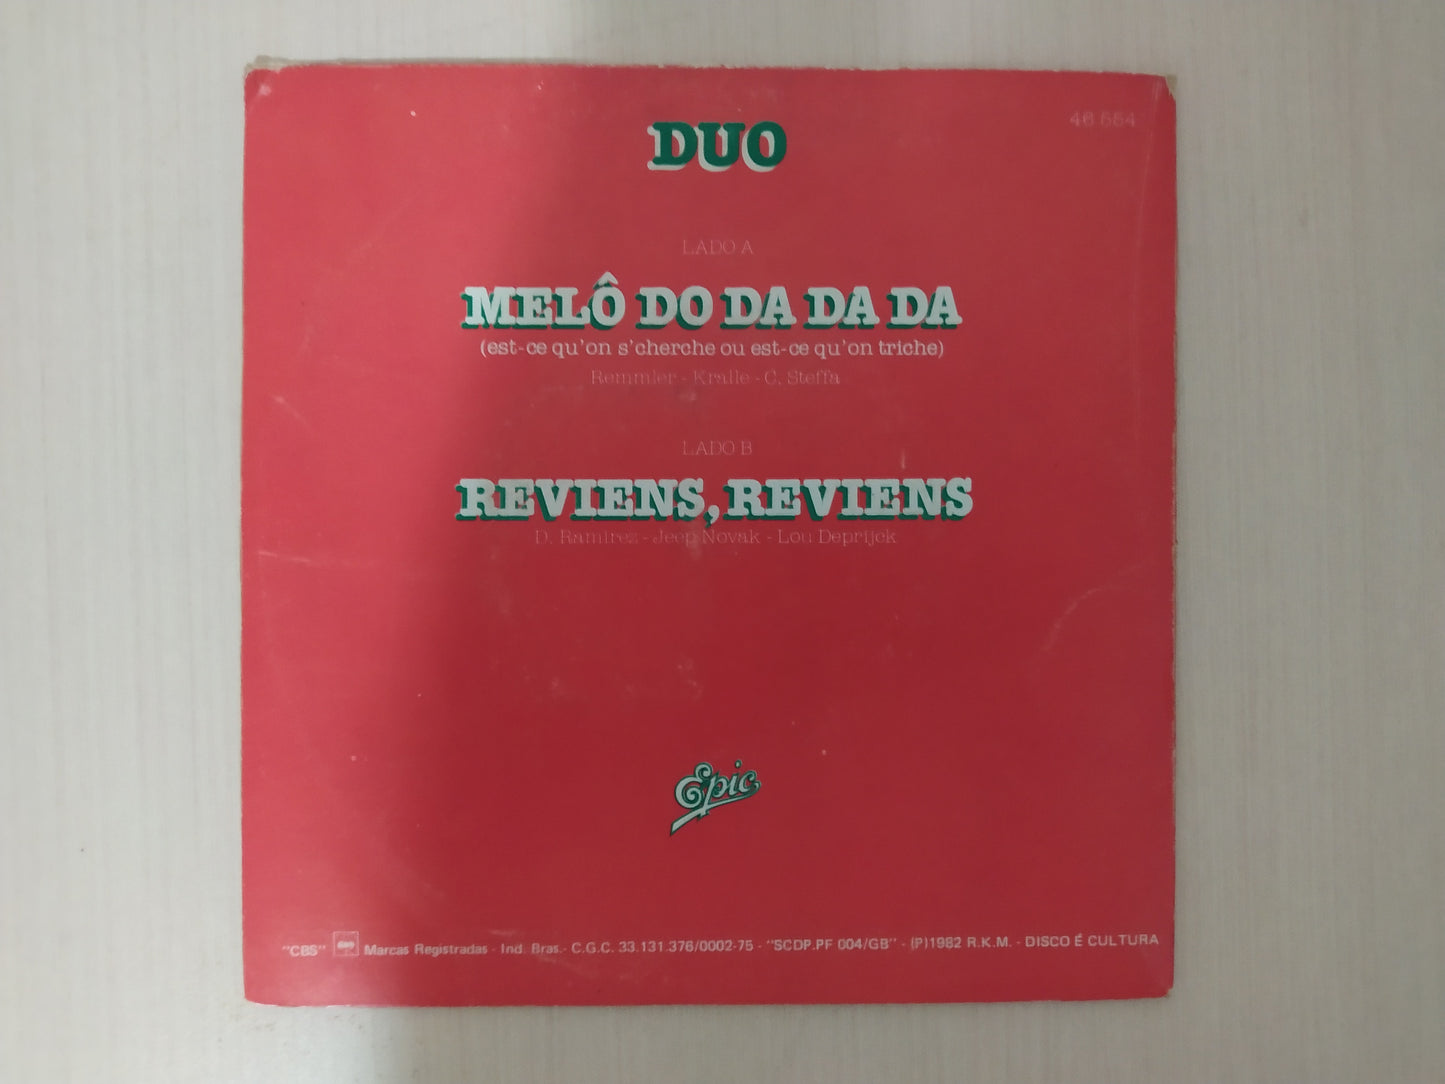 DUO
46.554
LADO A
MELÔ DO DA DA DA
(est-ce qu'on s'cherche ou est-ce qu'on triche)
Remmler - Kralle - C. Steffa
LADO B
REVIENS, REVIENS
D. Ramirez - Jeep Novak - Lou Deprijck
Epic
"CBS" Marcas Registradas - Ind. Bras.- C.G.C. 33.131.376/0002-75 - "SCDP.PF 004/GB" - (P)1982 R.K.M. - DISCO É CULTURA